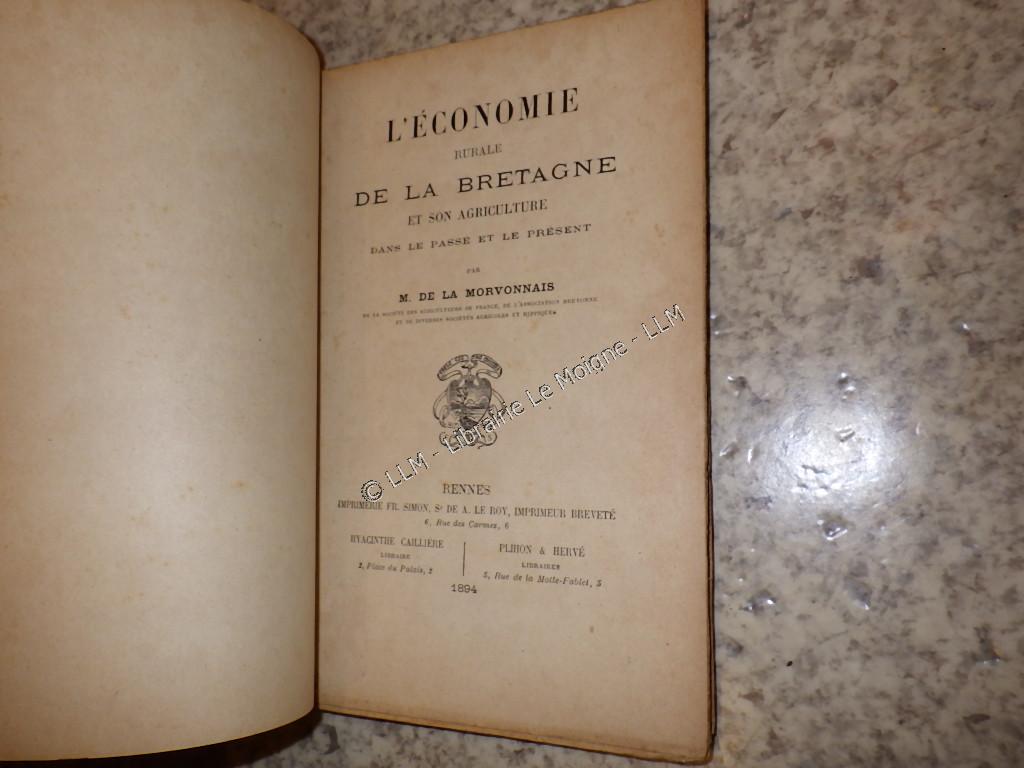 L'ÉCONOMIE
RURALE
DE LA BRETAGNE
ET SON AGRICULTURE
DANS LE PASSÉ ET LE PRÉSENT
PAR
M. DE LA MORVONNAIS
DE LA SOCIÉTÉ DES AGRICULTEURS DE FRANCE, DE L'ASSOCIATION BRETONNE
ET DE DIVERSES SOCIÉTÉS AGRICOLES ET HIPPIQUES
© LLM - Librairie Le Moigne - LLM
RENNES
IMPRIMERIE FR. SIMON, Sr DE A. LE ROY, IMPRIMEUR BREVETÉ
6, Rue des Carmes, 6
HYACINTHE CAILLIÈRE
LIBRAIRE
2, Place du Palais, 2
PLIHON & HERVÉ
LIBRAIRES
5, Rue de la Motte-Fablet, 5
1894